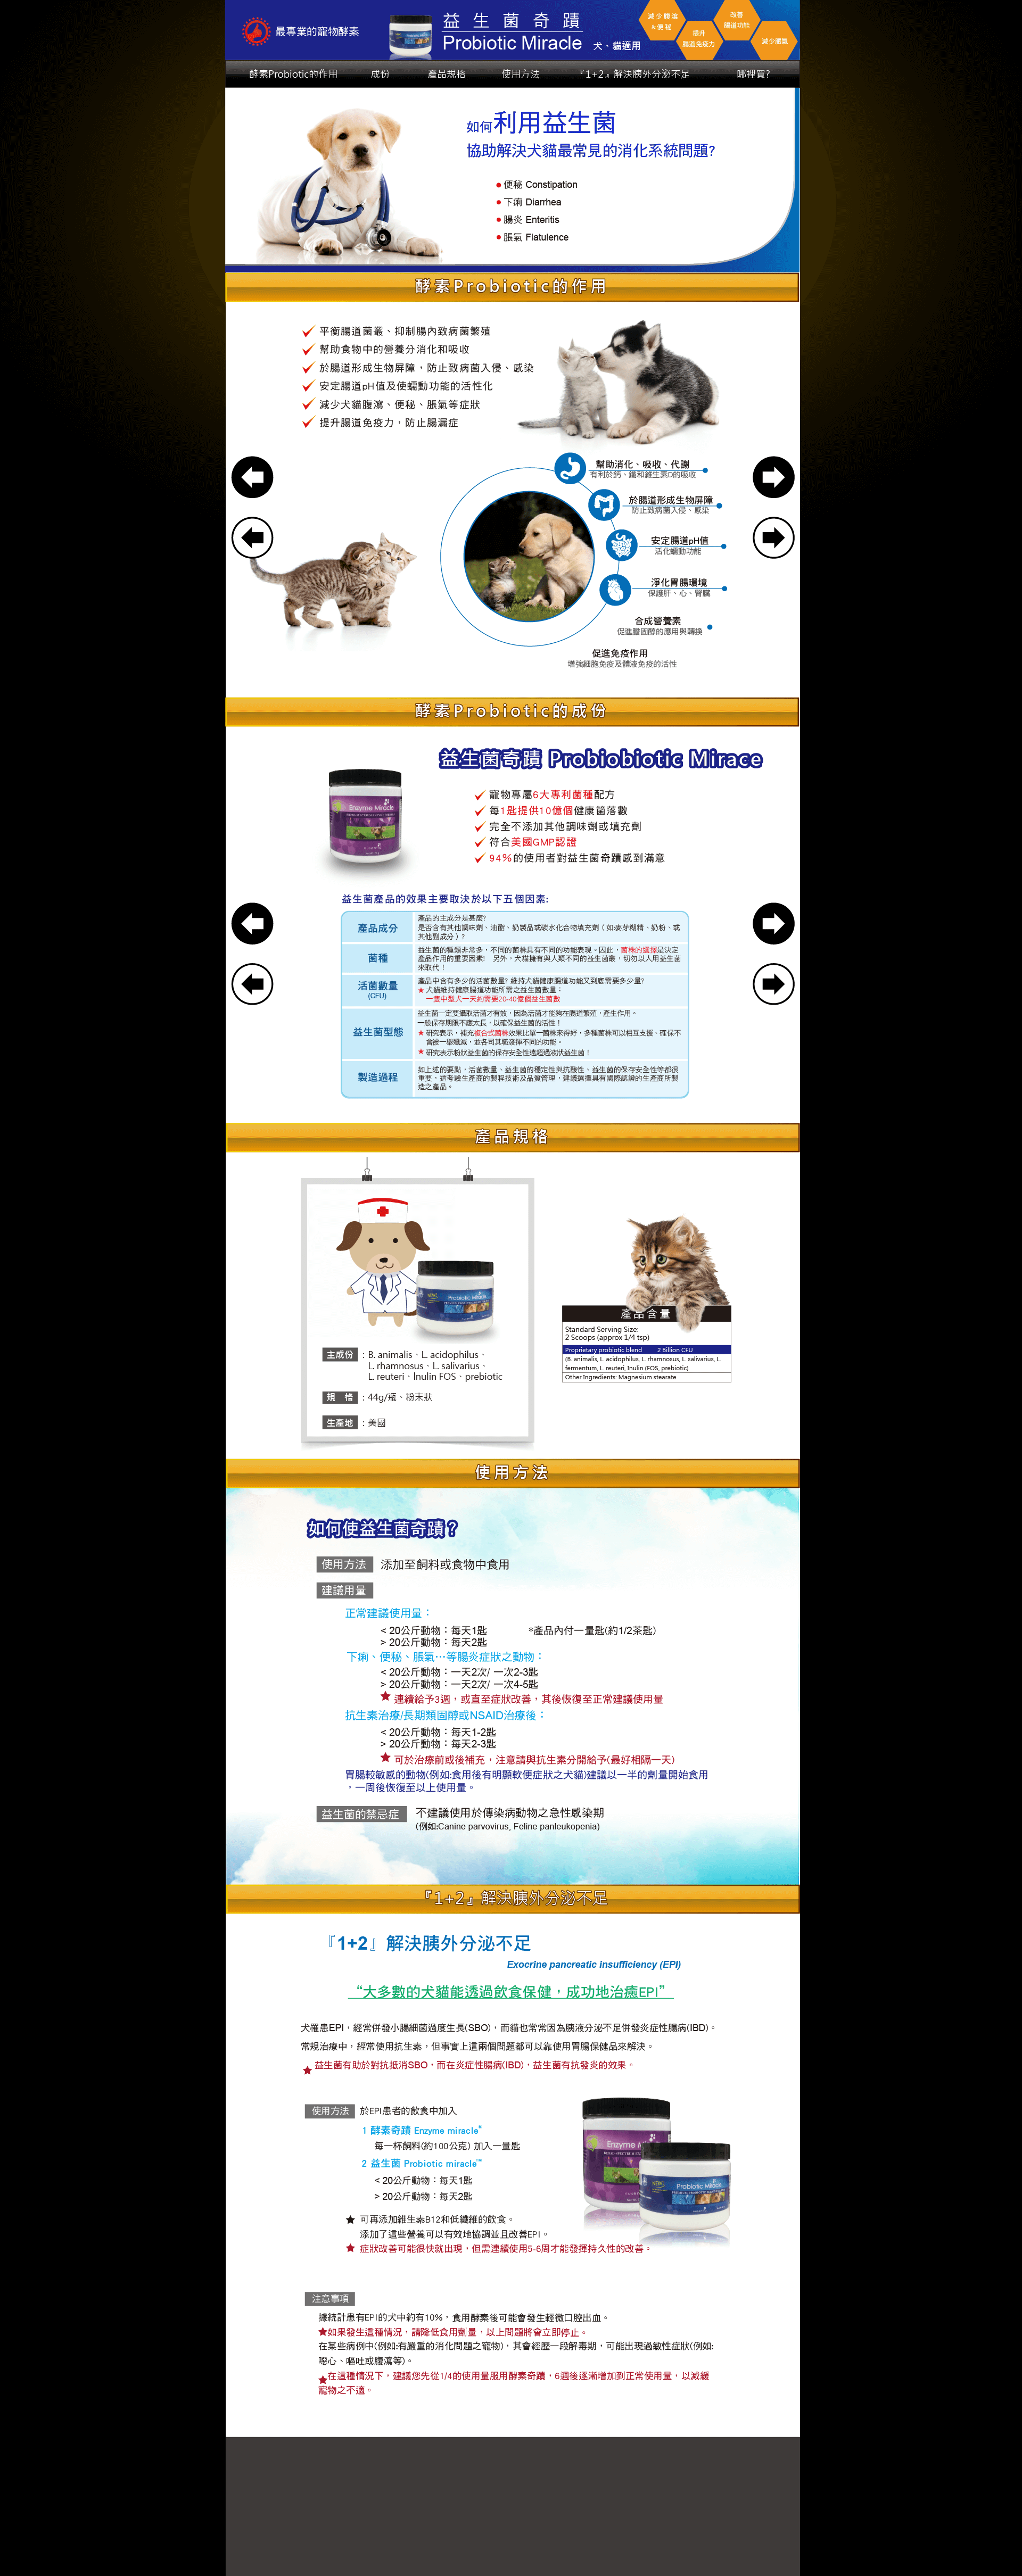 最專業的寵物酵素
益生菌奇蹟
Probiotic Miracle
犬、貓適用
減少腹瀉
&便秘
提升
腸道免疫力
改善
腸道功能
減少脹氣
酵素Probiotic的作用
成份
產品規格
使用方法
『1+2』解決胰外分泌不足
哪裡買?
如何利用益生菌
協助解決犬貓最常見的消化系統問題?
便秘 Constipation
下痢 Diarrhea
腸炎 Enteritis
脹氣 Flatulence
酵素Probiotic的作用
平衡腸道菌叢、抑制腸內致病菌繁殖
幫助食物中的營養分消化和吸收
於腸道形成生物屏障，防止致病菌入侵、感染
安定腸道pH值及使蠕動功能的活性化
減少犬貓腹瀉、便秘、脹氣等症狀
提升腸道免疫力，防止腸漏症
幫助消化、吸收、代謝
有利於鈣、鐵和維生素D的吸收
於腸道形成生物屏障
防止致病菌入侵、感染
安定腸道pH值
活化蠕動功能
淨化胃腸環境
保護肝、心、腎臟
合成營養素
促進膽固醇的應用與轉換
促進免疫作用
增強細胞免疫及體液免疫的活性
酵素Probiotic的成份
益生菌奇蹟 Probiobiotic Mirace
Enzyme Miracle
寵物專屬6大專利菌種配方
每1匙提供10億個健康菌落數
完全不添加其他調味劑或填充劑
符合美國GMP認證
94%的使用者對益生菌奇蹟感到滿意
益生菌產品的效果主要取決於以下五個因素:
產品成分
產品的主成分是甚麼?
是否含有其他調味劑、油酯、奶製品或碳水化合物填充劑（如:麥芽糊精、奶粉、或
其他副成分）?
菌種
益生菌的種類非常多，不同的菌株具有不同的功能表現。因此，菌株的選擇是決定
產品作用的重要因素! 另外，犬貓擁有與人類不同的益生菌叢，切勿以人用益生菌
來取代！
活菌數量
(CFU)
產品中含有多少的活菌數量? 維持犬貓健康腸道功能又到底需要多少量?
★ 犬貓維持健康腸道功能所需之益生菌數量：
一隻中型犬一天約需要20-40億個益生菌數
益生菌型態
益生菌一定要攝取活菌才有效，因為活菌才能夠在腸道繁殖，產生作用。
一般保存期限不應太長，以確保益生菌的活性！
★ 研究表示，補充複合式菌株效果比單一菌株來得好，多種菌株可以相互支援、確保不
會被一舉殲滅，並各司其職發揮不同的功能。
★ 研究表示粉狀益生菌的保存安全性遠超過液狀益生菌！
製造過程
如上述的要點，活菌數量、益生菌的穩定性與抗酸性、益生菌的保存安全性等都很
重要，這考驗生產商的製程技術及品質管理，建議選擇具有國際認證的生產商所製
造之產品。
產品規格
Probiotic Miracle
主成份：B. animalis、L. acidophilus、
L. rhamnosus、L. salivarius、
L. reuteri、Inulin FOS、prebiotic
規 格：44g/瓶、粉末狀
生產地：美國
產品含量
Standard Serving Size:
2 Scoops (approx 1/4 tsp)
Proprietary probiotic blend 2 Billion CFU
(B. animalis, L. acidophilus, L. rhamnosus, L. salivarius, L.
fermentum, L. reuteri, Inulin (FOS, prebiotic)
Other Ingredients: Magnesium stearate
使用方法
如何使益生菌奇蹟？
使用方法 添加至飼料或食物中食用
建議用量
正常建議使用量：
< 20公斤動物：每天1匙 *產品內付一量匙(約1/2茶匙)
> 20公斤動物：每天2匙
下痢、便秘、脹氣…等腸炎症狀之動物：
< 20公斤動物：一天2次/ 一次2-3匙
> 20公斤動物：一天2次/ 一次4-5匙
★ 連續給予3週，或直至症狀改善，其後恢復至正常建議使用量
抗生素治療/長期類固醇或NSAID治療後：
< 20公斤動物：每天1-2匙
> 20公斤動物：每天2-3匙
★ 可於治療前或後補充，注意請與抗生素分開給予(最好相隔一天)
胃腸較敏感的動物(例如:食用後有明顯軟便症狀之犬貓)建議以一半的劑量開始食用
，一周後恢復至以上使用量。
益生菌的禁忌症 不建議使用於傳染病動物之急性感染期
(例如:Canine parvovirus, Feline panleukopenia)
『1+2』解決胰外分泌不足
『1+2』解決胰外分泌不足
Exocrine pancreatic insufficiency (EPI)
“大多數的犬貓能透過飲食保健，成功地治癒EPI”
犬罹患EPI，經常併發小腸細菌過度生長(SBO)，而貓也常常因為胰液分泌不足併發炎症性腸病(IBD)。
常規治療中，經常使用抗生素，但事實上這兩個問題都可以靠使用胃腸保健品來解決。
★ 益生菌有助於對抗抵消SBO，而在炎症性腸病(IBD)，益生菌有抗發炎的效果。
使用方法 於EPI患者的飲食中加入
1 酵素奇蹟 Enzyme miracle®
每一杯飼料(約100公克) 加入一量匙
2 益生菌 Probiotic miracle™
< 20公斤動物：每天1匙
> 20公斤動物：每天2匙
Enzyme M
Probiotic Miracle
★ 可再添加維生素B12和低纖維的飲食。
添加了這些營養可以有效地協調並且改善EPI。
★ 症狀改善可能很快就出現，但需連續使用5-6周才能發揮持久性的改善。
注意事項
據統計患有EPI的犬中約有10%，食用酵素後可能會發生輕微口腔出血。
★如果發生這種情況，請降低食用劑量，以上問題將會立即停止。
在某些病例中(例如:有嚴重的消化問題之寵物)，其會經歷一段解毒期，可能出現過敏性症狀(例如:
噁心、嘔吐或腹瀉等)。
★在這種情況下，建議您先從1/4的使用量服用酵素奇蹟，6週後逐漸增加到正常使用量，以減緩
寵物之不適。